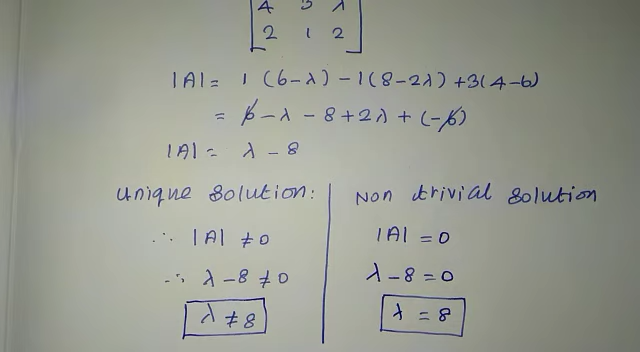 4 3 λ
2 1 2
|A| = 1 (6-λ) - 1(8-2λ) + 3(4-6)
= 6 - λ - 8 + 2λ + (-6)
|A| = λ - 8
unique solution:
∴ |A| ≠ 0
∴ λ - 8 ≠ 0
λ ≠ 8
Non trivial solution
|A| = 0
λ - 8 = 0
λ = 8